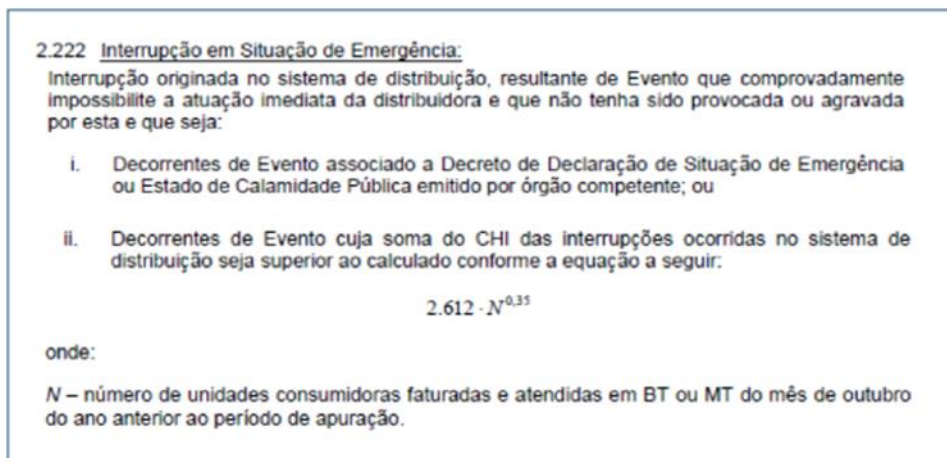 2.222 Interrupção em Situação de Emergência:
Interrupção originada no sistema de distribuição, resultante de Evento que comprovadamente
impossibilite a atuação imediata da distribuidora e que não tenha sido provocada ou agravada
por esta e que seja:
i. Decorrentes de Evento associado a Decreto de Declaração de Situação de Emergência
ou Estado de Calamidade Pública emitido por órgão competente; ou
ii. Decorrentes de Evento cuja soma do CHI das interrupções ocorridas no sistema de
distribuição seja superior ao calculado conforme a equação a seguir:
2.612 · N^0,35
onde:
N – número de unidades consumidoras faturadas e atendidas em BT ou MT do mês de outubro
do ano anterior ao período de apuração.